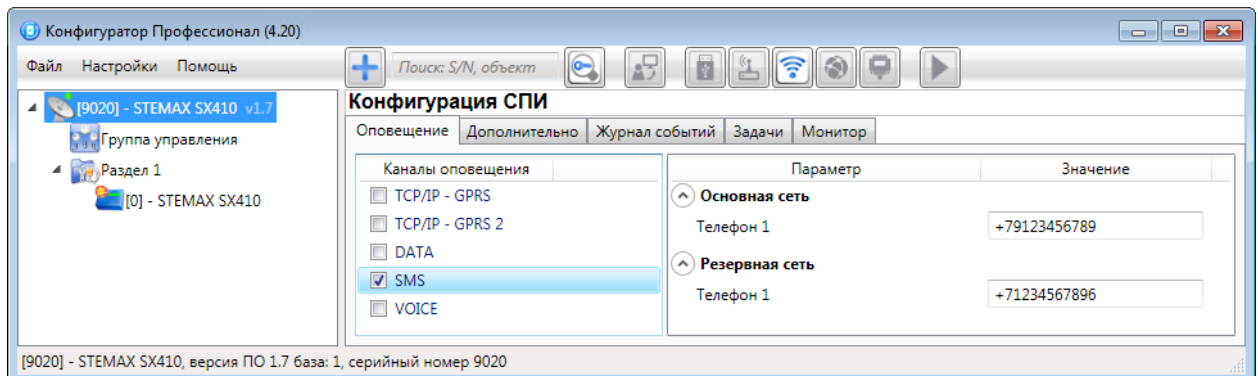 Конфигуратор Профессионал (4.20)
Файл Настройки Помощь Поиск: S/N, объект
[9020] - STEMAX SX410 v1.7
Группа управления
Раздел 1
[0] - STEMAX SX410
Конфигурация СПИ
Оповещение Дополнительно Журнал событий Задачи Монитор
Каналы оповещения
TCP/IP - GPRS
TCP/IP - GPRS 2
DATA
SMS
VOICE
Параметр Значение
Основная сеть
Телефон 1 +79123456789
Резервная сеть
Телефон 1 +71234567896
[9020] - STEMAX SX410, версия ПО 1.7 база: 1, серийный номер 9020